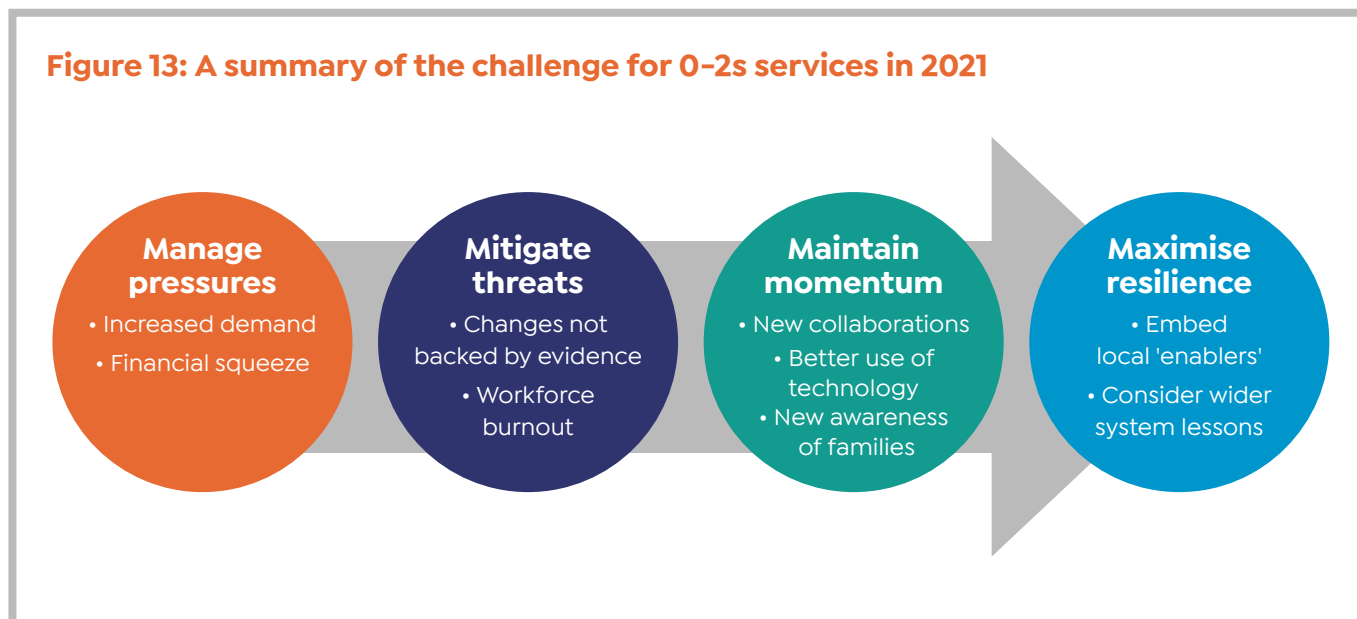 Figure 13: A summary of the challenge for 0-2s services in 2021
Manage
pressures
• Increased demand
• Financial squeeze
Mitigate
threats
• Changes not
backed by evidence
• Workforce
burnout
Maintain
momentum
• New collaborations
• Better use of
technology
• New awareness
of families
Maximise
resilience
• Embed
local 'enablers'
• Consider wider
system lessons